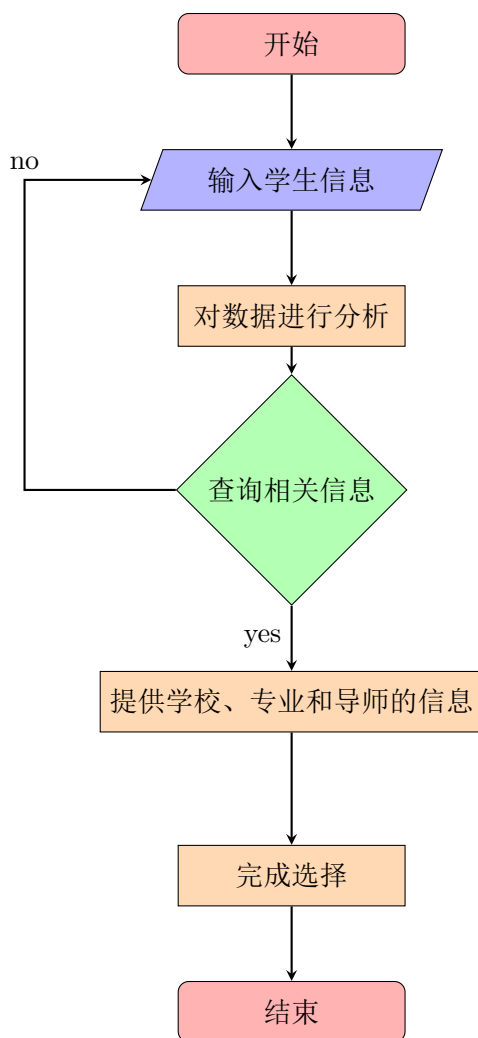 开始
no
输入学生信息
对数据进行分析
查询相关信息
yes
提供学校、专业和导师的信息
完成选择
结束